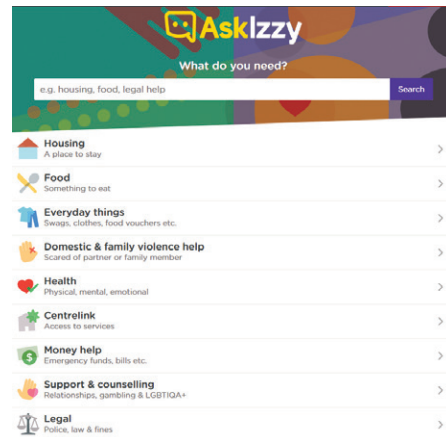 AskIzzy
What do you need?
e.g. housing, food, legal help
Search
Housing
A place to stay
Food
Something to eat
Everyday things
Swags, clothes, food vouchers etc.
Domestic & family violence help
Scared of partner or family member
Health
Physical, mental, emotional
Centrelink
Access to services
Money help
Emergency funds, bills etc.
Support & counselling
Relationships, gambling & LGBTIQA+
Legal
Police, law & fines